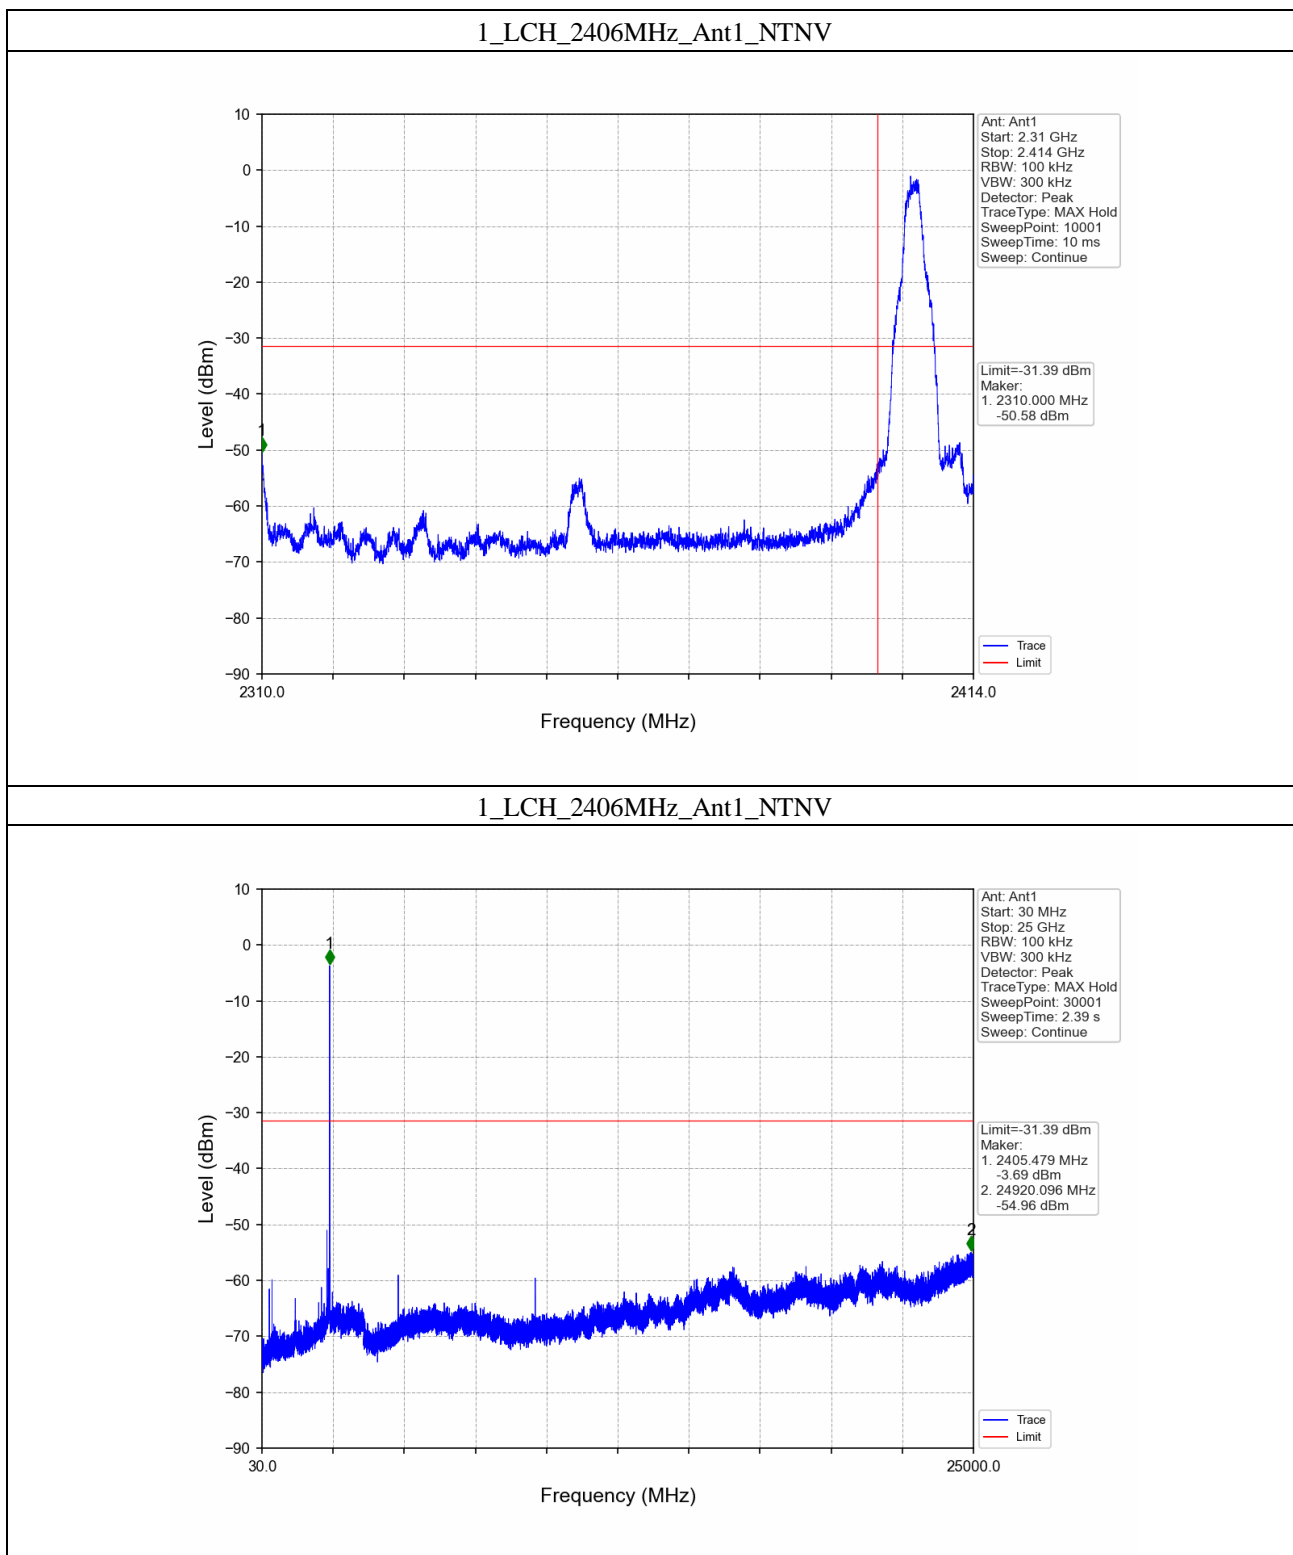 1_LCH_2406MHz_Ant1_NTNV
10
0
−10
−20
−30
−40
−50
−60
−70
−80
−90
Level (dBm)
1
2310.0
2414.0
Frequency (MHz)
Ant: Ant1
Start: 2.31 GHz
Stop: 2.414 GHz
RBW: 100 kHz
VBW: 300 kHz
Detector: Peak
TraceType: MAX Hold
SweepPoint: 10001
SweepTime: 10 ms
Sweep: Continue
Limit=-31.39 dBm
Maker:
1. 2310.000 MHz
-50.58 dBm
Trace
Limit
1_LCH_2406MHz_Ant1_NTNV
10
0
−10
−20
−30
−40
−50
−60
−70
−80
−90
Level (dBm)
1
2
30.0
25000.0
Frequency (MHz)
Ant: Ant1
Start: 30 MHz
Stop: 25 GHz
RBW: 100 kHz
VBW: 300 kHz
Detector: Peak
TraceType: MAX Hold
SweepPoint: 30001
SweepTime: 2.39 s
Sweep: Continue
Limit=-31.39 dBm
Maker:
1. 2405.479 MHz
-3.69 dBm
2. 24920.096 MHz
-54.96 dBm
Trace
Limit